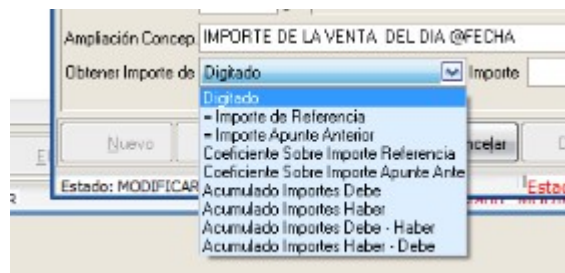 Ampliación Concep. IMPORTE DE LA VENTA DEL DIA @FECHA
Obtener Importe de Digitado Importe
Digitado
= Importe de Referencia
= Importe Apunte Anterior
Coeficiente Sobre Importe Referencia
Coeficiente Sobre Importe Apunte Ante
Acumulado Importes Debe
Acumulado Importes Haber
Acumulado Importes Debe - Haber
Acumulado Importes Haber - Debe
Nuevo ncelar
Estado: MODIFICAR Estad